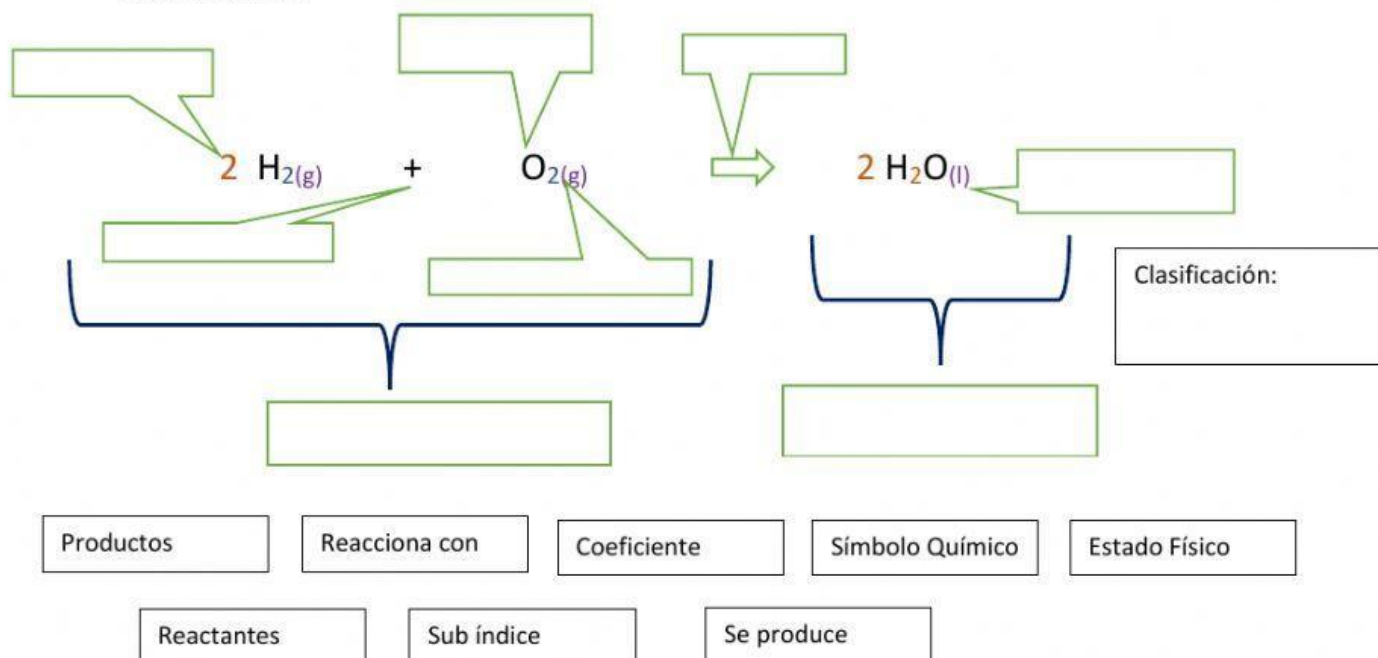 2 H2(g) + O2(g) 2 H2O(l)
Clasificación:
Productos
Reacciona con
Coeficiente
Símbolo Químico
Estado Físico
Reactantes
Sub índice
Se produce